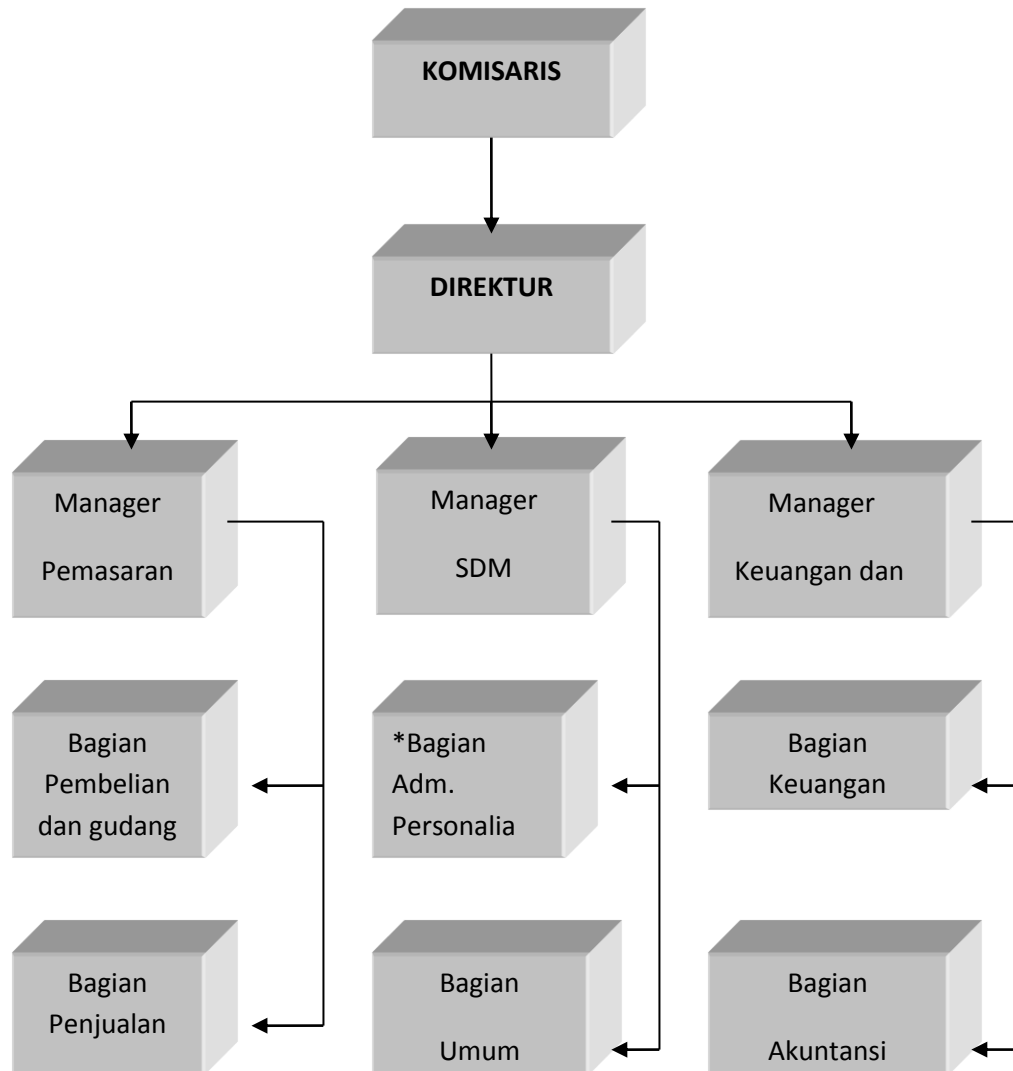 KOMISARIS
DIREKTUR
Manager
Pemasaran
Manager
SDM
Manager
Keuangan dan
Bagian
Pembelian
dan gudang
*Bagian
Adm.
Personalia
Bagian
Keuangan
Bagian
Penjualan
Bagian
Umum
Bagian
Akuntansi